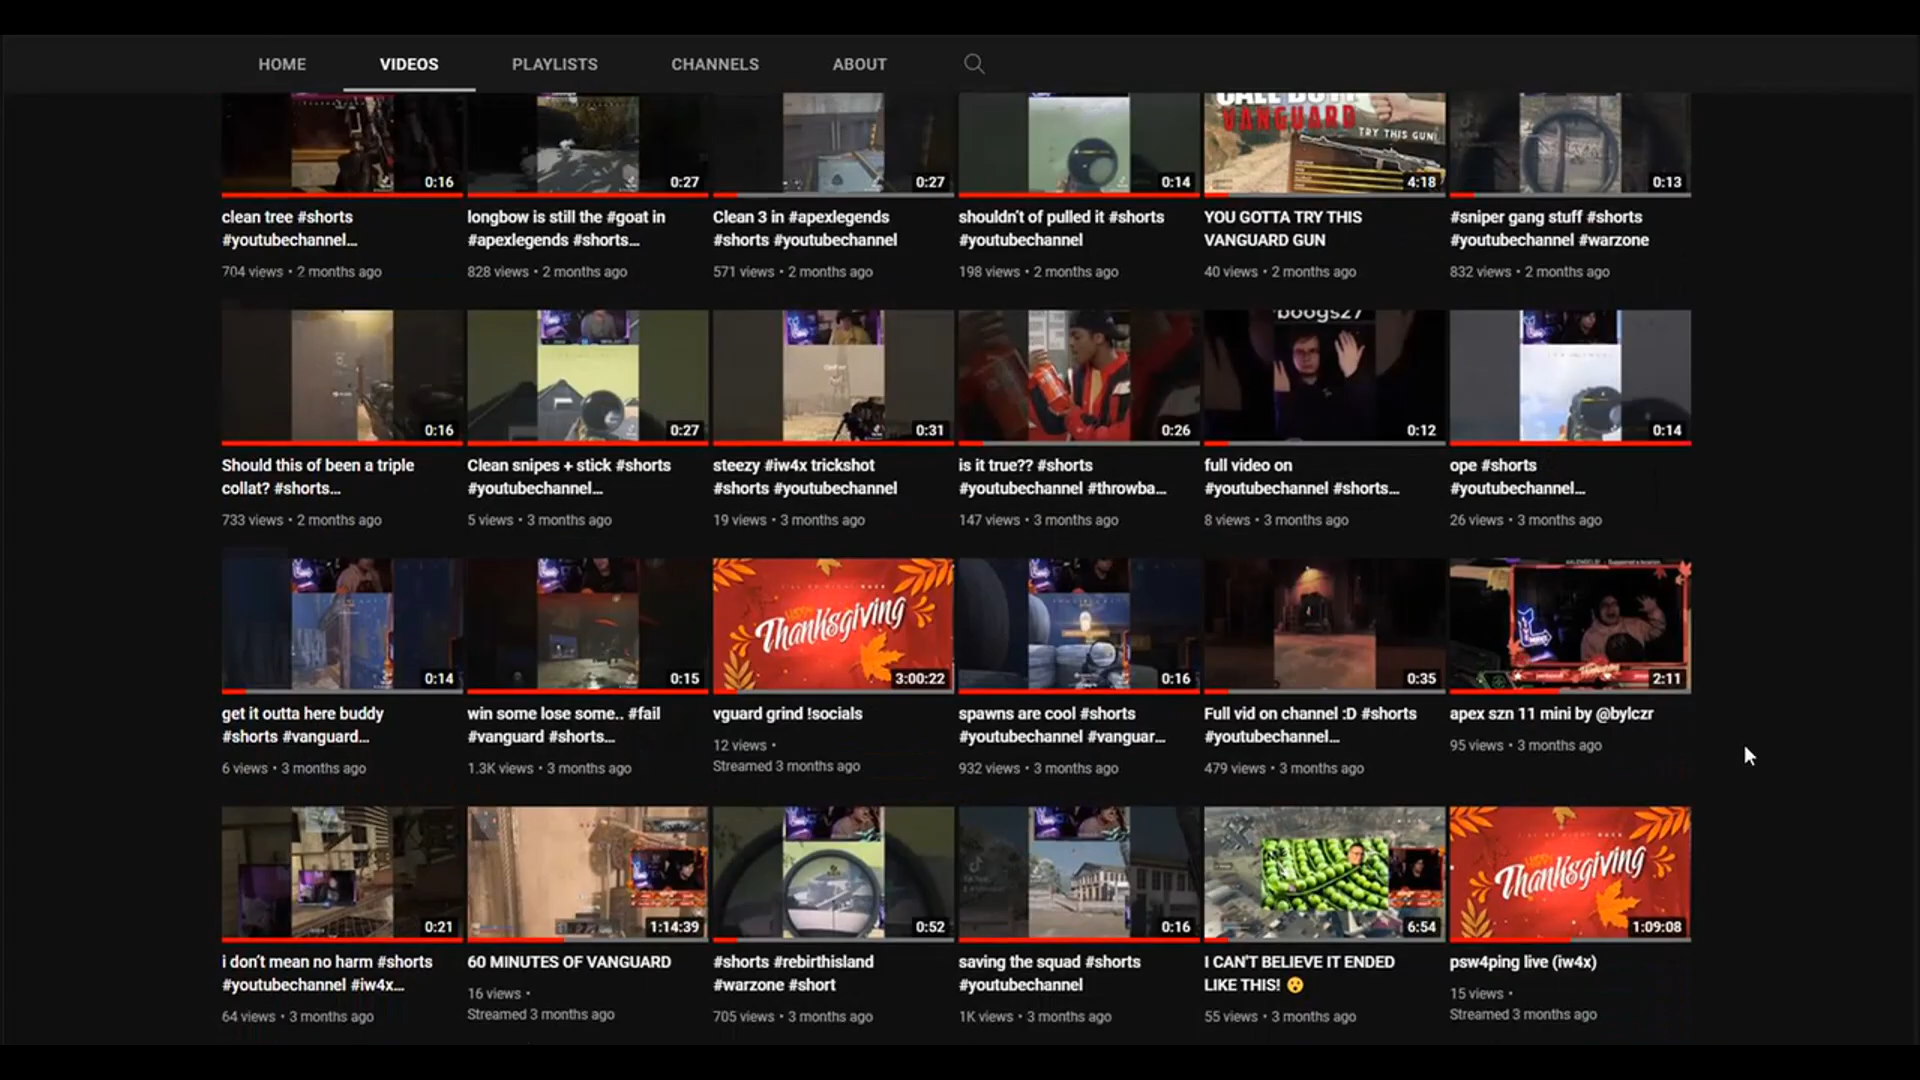 HOME VIDEOS PLAYLISTS CHANNELS ABOUT
CALL OF DUTY
VANGUARD
TRY THIS GUN!
0:16 0:27 0:27 0:14 4:18 0:13
clean tree #shorts
#youtubechannel...
704 views • 2 months ago
longbow is still the #goat in
#apexlegends #shorts...
828 views • 2 months ago
Clean 3 in #apexlegends
#shorts #youtubechannel
571 views • 2 months ago
shouldn't of pulled it #shorts
#youtubechannel
198 views • 2 months ago
YOU GOTTA TRY THIS
VANGUARD GUN
40 views • 2 months ago
#sniper gang stuff #shorts
#youtubechannel #warzone
832 views • 2 months ago
boogs27
0:16 0:27 0:31 0:26 0:12 0:14
Should this of been a triple
collat? #shorts...
733 views • 2 months ago
Clean snipes + stick #shorts
#youtubechannel...
5 views • 3 months ago
steezy #iw4x trickshot
#shorts #youtubechannel
19 views • 3 months ago
is it true?? #shorts
#youtubechannel #throwba...
147 views • 3 months ago
full video on
#youtubechannel #shorts...
8 views • 3 months ago
ope #shorts
#youtubechannel...
26 views • 3 months ago
HAPPY
Thanksgiving
0:14 0:15 3:00:22 0:16 0:35 2:11
get it outta here buddy
#shorts #vanguard...
6 views • 3 months ago
win some lose some.. #fail
#vanguard #shorts...
1.3K views • 3 months ago
vguard grind !socials
12 views •
Streamed 3 months ago
spawns are cool #shorts
#youtubechannel #vanguar...
932 views • 3 months ago
Full vid on channel :D #shorts
#youtubechannel...
479 views • 3 months ago
apex szn 11 mini by @bylczr
95 views • 3 months ago
HAPPY
Thanksgiving
0:21 1:14:39 0:52 0:16 6:54 1:09:08
i don't mean no harm #shorts
#youtubechannel #iw4x...
64 views • 3 months ago
60 MINUTES OF VANGUARD
16 views •
Streamed 3 months ago
#shorts #rebirthisland
#warzone #short
705 views • 3 months ago
saving the squad #shorts
#youtubechannel
1K views • 3 months ago
I CAN'T BELIEVE IT ENDED
LIKE THIS! 😮
55 views • 3 months ago
psw4ping live (iw4x)
15 views •
Streamed 3 months ago